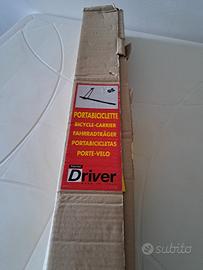 PORTABICICLETTE
BICYCLE-CARRIER
FAHRRADTRÄGER
PORTABICICLETAS
PORTE-VELO
Driver
subito